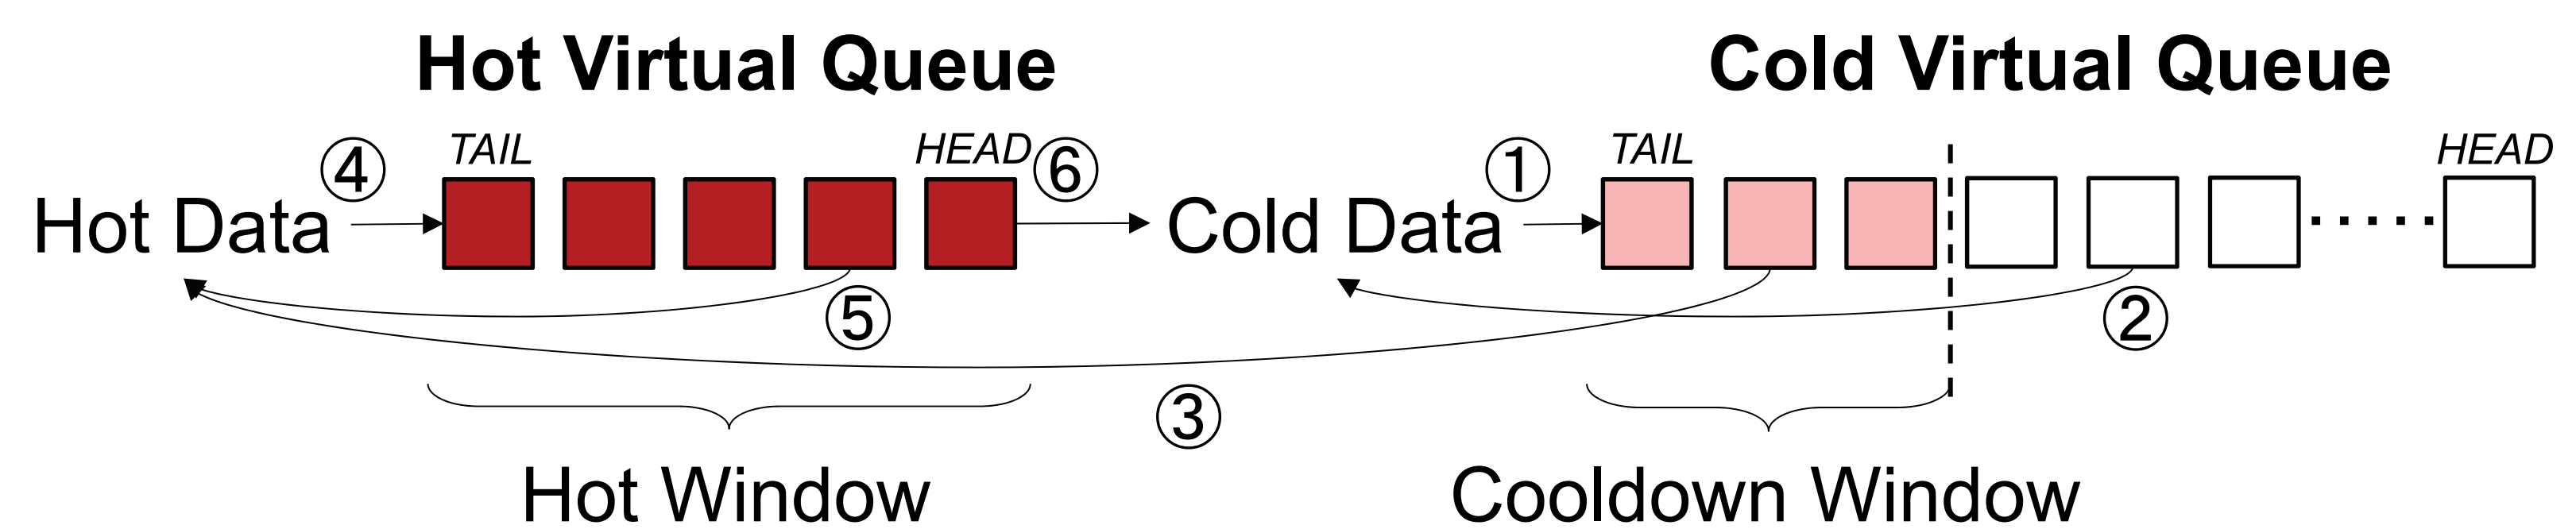 Hot Virtual Queue
Cold Virtual Queue
④ TAIL HEAD ⑥ ① TAIL HEAD
Hot Data Cold Data
⑤ ②
③
Hot Window Cooldown Window